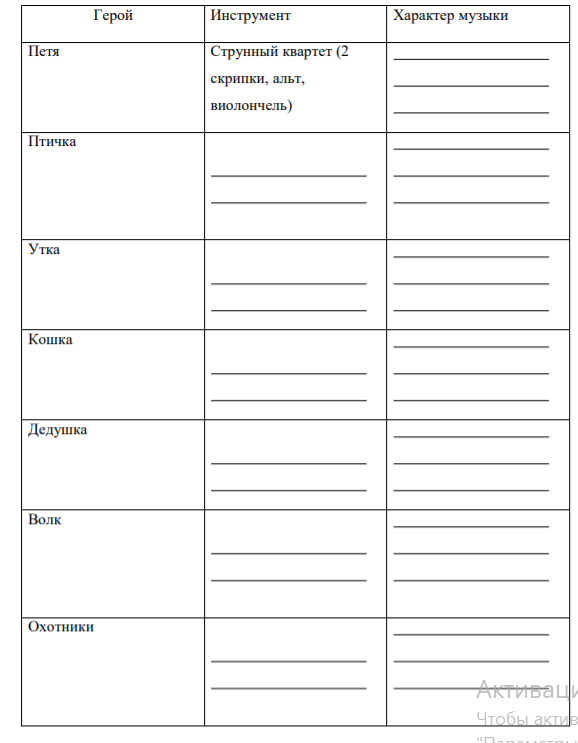 Герой Инструмент Характер музыки
Петя Струнный квартет (2
скрипки, альт,
виолончель)
Птичка
Утка
Кошка
Дедушка
Волк
Охотники
Активаци
Чтобы актив
"Параметры